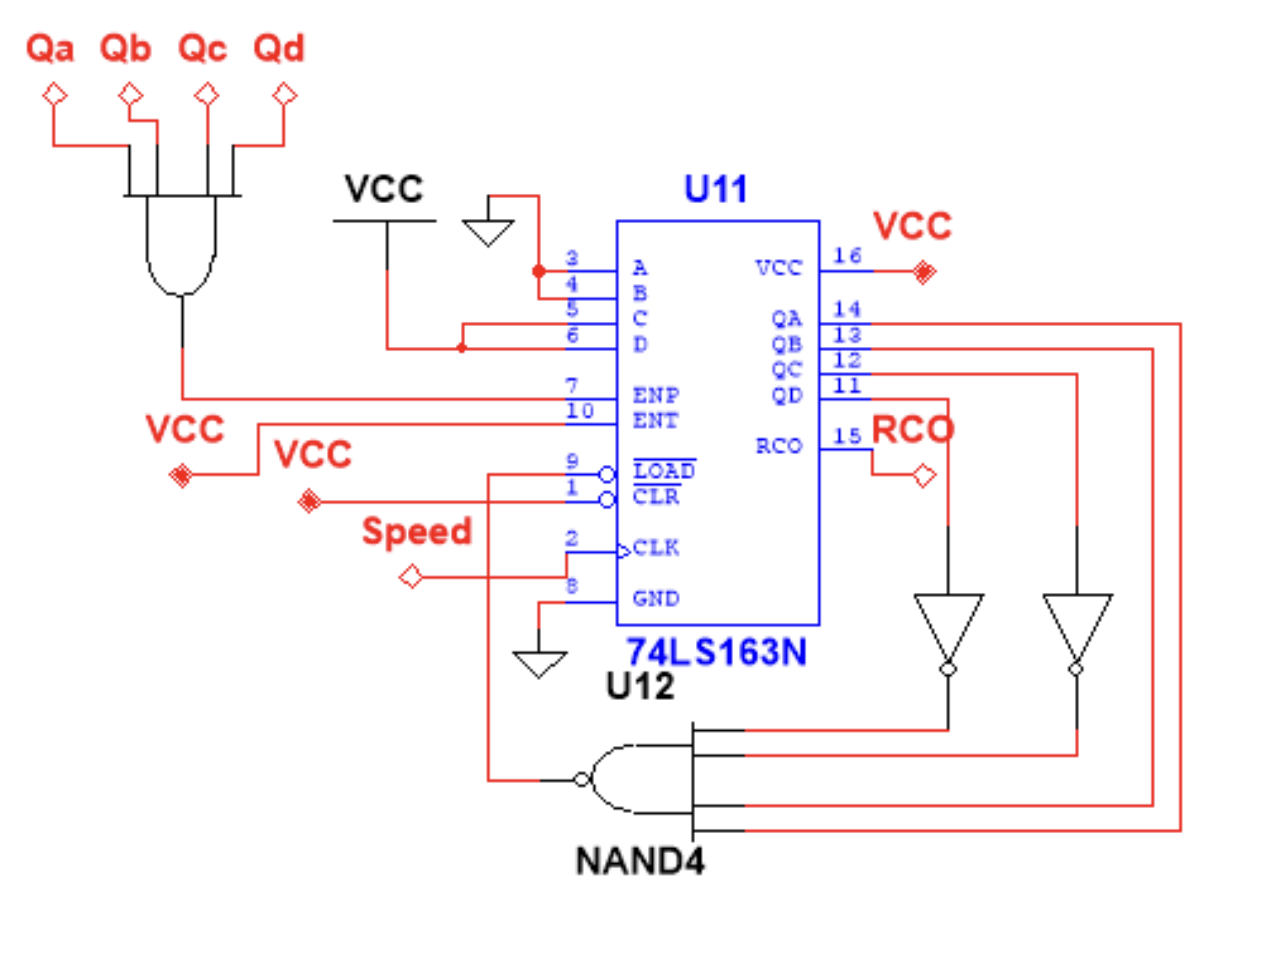 Qa Qb Qc Qd
VCC
U11
VCC
3 A
4 B
5 C
6 D
7 ENP
10 ENT
9 LOAD
1 CLR
2 CLK
8 GND
VCC 16
QA 14
QB 13
QC 12
QD 11
RCO 15
RCO
VCC
VCC
Speed
74LS163N
U12
NAND4